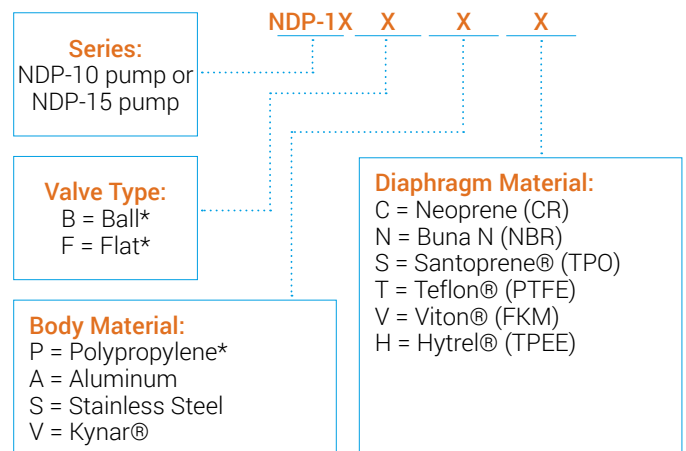 NDP-1X X X X
Series:
NDP-10 pump or
NDP-15 pump
Valve Type:
B = Ball*
F = Flat*
Body Material:
P = Polypropylene*
A = Aluminum
S = Stainless Steel
V = Kynar®
Diaphragm Material:
C = Neoprene (CR)
N = Buna N (NBR)
S = Santoprene® (TPO)
T = Teflon® (PTFE)
V = Viton® (FKM)
H = Hytrel® (TPEE)